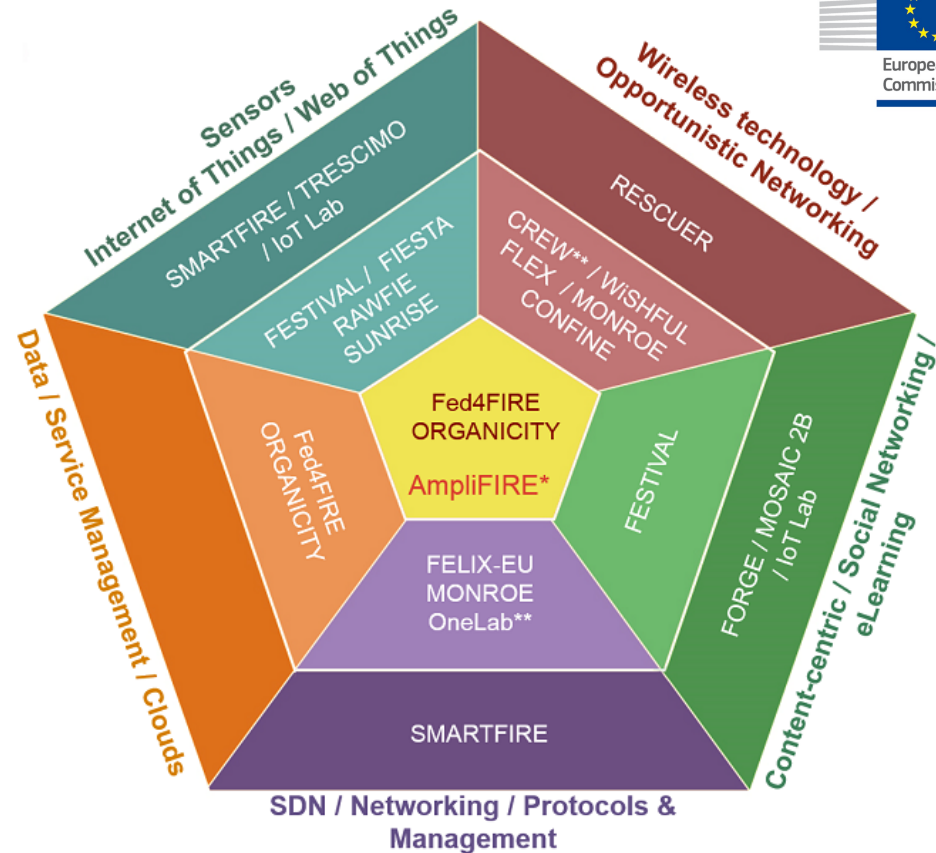 Sensors
Internet of Things / Web of Things
Wireless technology /
Opportunistic Networking
SMARTFIRE / TRESCIMO
/ IoT Lab
RESCUER
FESTIVAL / FIESTA
RAWFIE
SUNRISE
CREW** / WiSHFUL
FLEX / MONROE
CONFINE
Data / Service Management / Clouds
Fed4FIRE
ORGANICITY
Fed4FIRE
ORGANICITY
AmpliFIRE*
FESTIVAL
FORGE / MOSAIC 2B
/ IoT Lab
Content-centric / Social Networking /
eLearning
FELIX-EU
MONROE
OneLab**
SMARTFIRE
SDN / Networking / Protocols &
Management